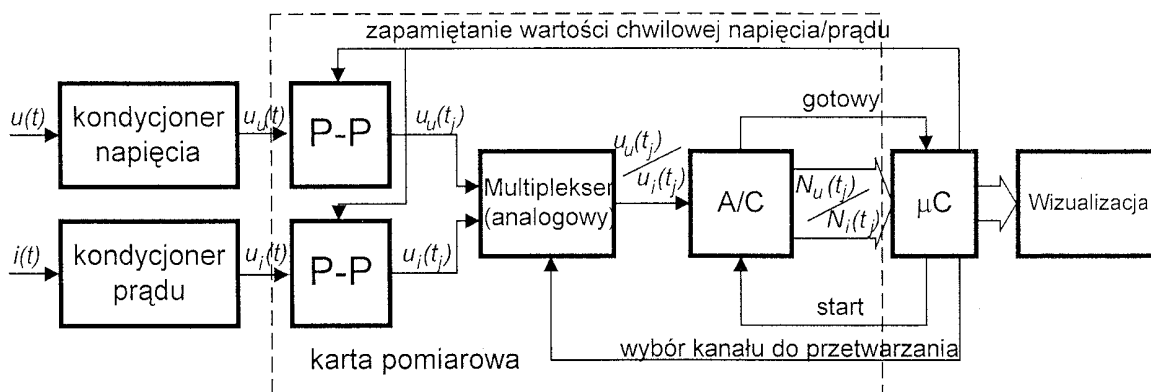 zapamiętanie wartości chwilowej napięcia/prądu
u(t)
kondycjoner
napięcia
u_u(t)
P-P
u_u(t_j)
i(t)
kondycjoner
prądu
u_i(t)
P-P
u_i(t_j)
Multiplekser
(analogowy)
u_u(t_j)
u_i(t_j)
A/C
gotowy
N_u(t_j)
N_i(t_j)
µC
Wizualizacja
start
wybór kanału do przetwarzania
karta pomiarowa